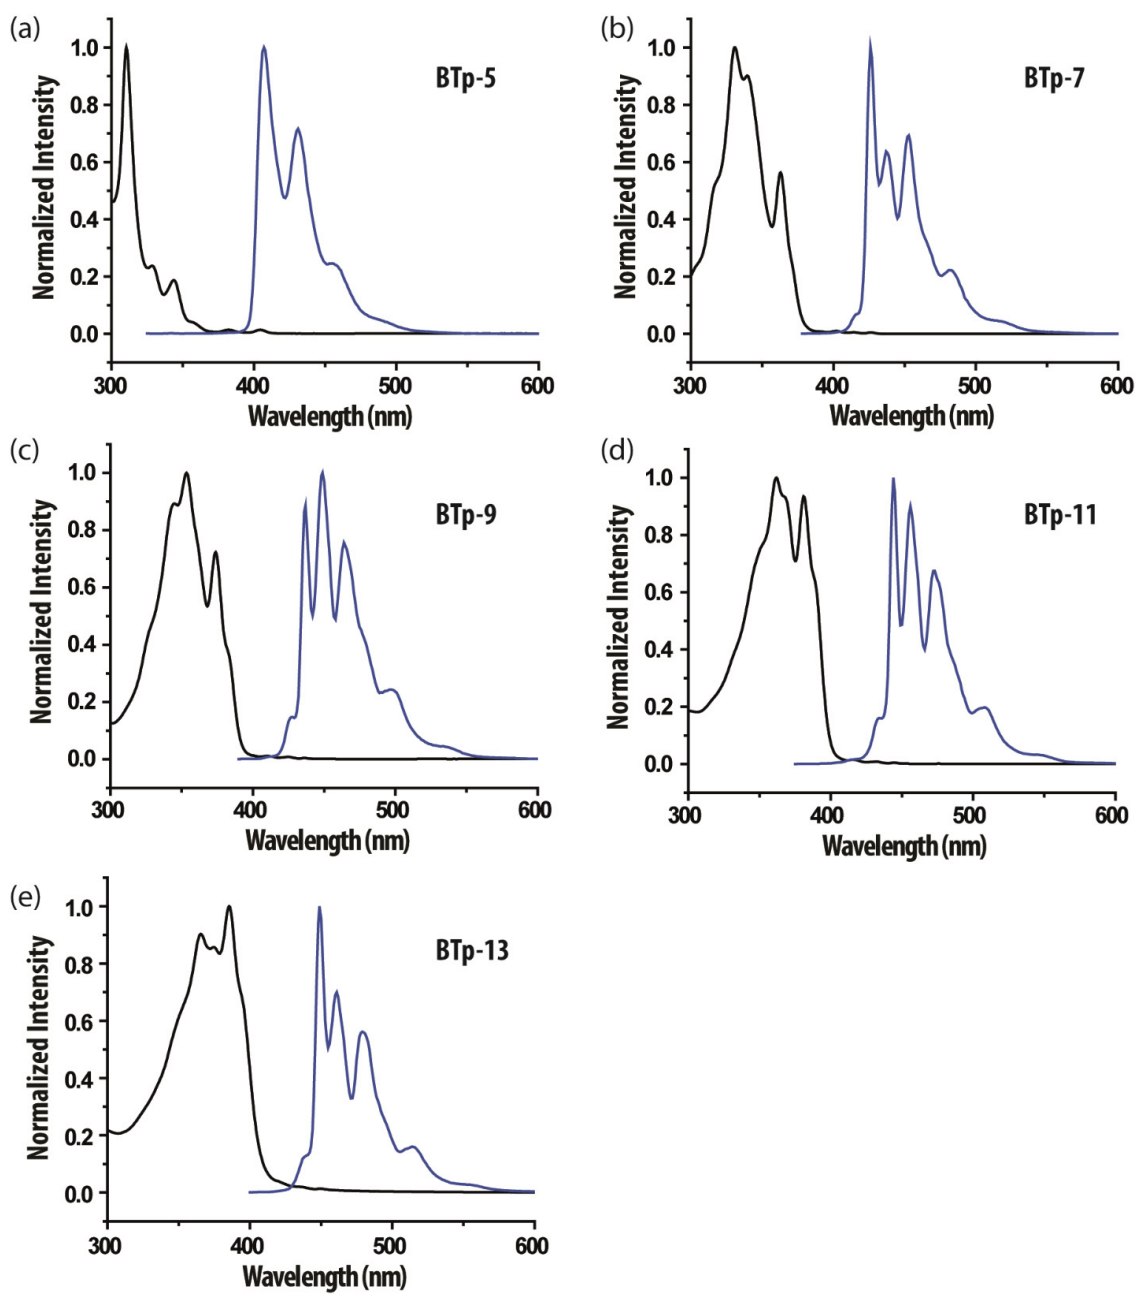 (a)
BTp-5
Normalized Intensity
1.0
0.8
0.6
0.4
0.2
0.0
300 400 500 600
Wavelength (nm)
(b)
BTp-7
Normalized Intensity
1.0
0.8
0.6
0.4
0.2
0.0
300 400 500 600
Wavelength (nm)
(c)
BTp-9
Normalized Intensity
1.0
0.8
0.6
0.4
0.2
0.0
300 400 500 600
Wavelength (nm)
(d)
BTp-11
Normalized Intensity
1.0
0.8
0.6
0.4
0.2
0.0
300 400 500 600
Wavelength (nm)
(e)
BTp-13
Normalized Intensity
1.0
0.8
0.6
0.4
0.2
0.0
300 400 500 600
Wavelength (nm)